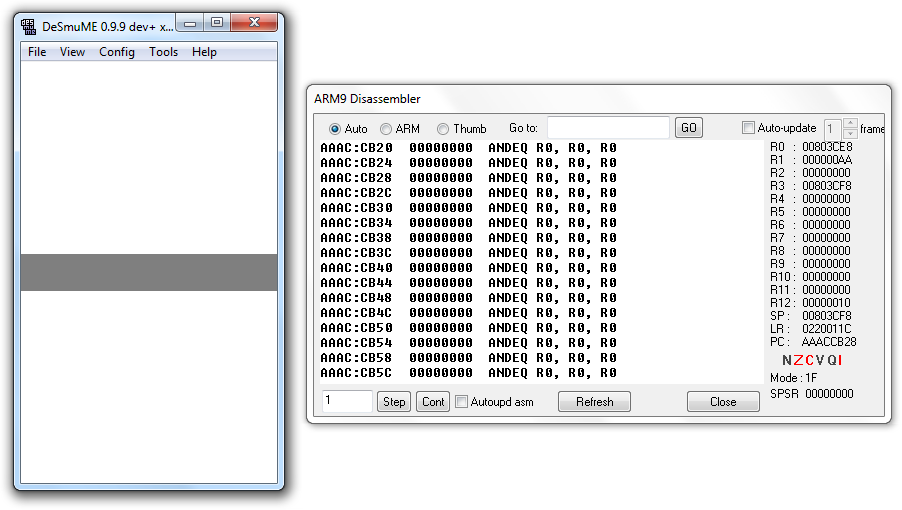 DeSmuME 0.9.9 dev+ x...
File View Config Tools Help
ARM9 Disassembler
Auto ARM Thumb Go to: GO Auto-update 1 frame
AAAC:CB20 00000000 ANDEQ R0, R0, R0
AAAC:CB24 00000000 ANDEQ R0, R0, R0
AAAC:CB28 00000000 ANDEQ R0, R0, R0
AAAC:CB2C 00000000 ANDEQ R0, R0, R0
AAAC:CB30 00000000 ANDEQ R0, R0, R0
AAAC:CB34 00000000 ANDEQ R0, R0, R0
AAAC:CB38 00000000 ANDEQ R0, R0, R0
AAAC:CB3C 00000000 ANDEQ R0, R0, R0
AAAC:CB40 00000000 ANDEQ R0, R0, R0
AAAC:CB44 00000000 ANDEQ R0, R0, R0
AAAC:CB48 00000000 ANDEQ R0, R0, R0
AAAC:CB4C 00000000 ANDEQ R0, R0, R0
AAAC:CB50 00000000 ANDEQ R0, R0, R0
AAAC:CB54 00000000 ANDEQ R0, R0, R0
AAAC:CB58 00000000 ANDEQ R0, R0, R0
AAAC:CB5C 00000000 ANDEQ R0, R0, R0
R0 : 00803CE8
R1 : 000000AA
R2 : 00000000
R3 : 00803CF8
R4 : 00000000
R5 : 00000000
R6 : 00000000
R7 : 00000000
R8 : 00000000
R9 : 00000000
R10 : 00000000
R11 : 00000000
R12 : 00000010
SP : 00803CF8
LR : 0220011C
PC : AAACCB28
NZCVQI
Mode : 1F
SPSR 00000000
1 Step Cont Autoupd asm Refresh Close